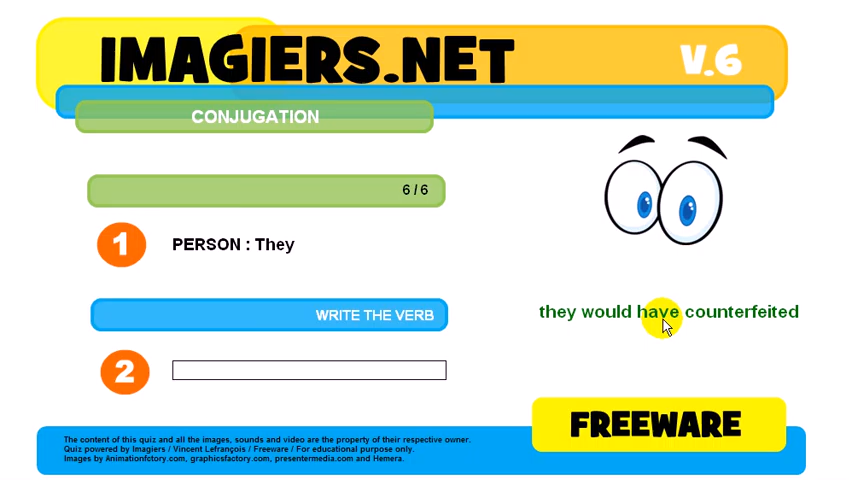 IMAGIERS.NET
V.6
CONJUGATION
6 / 6
1
PERSON : They
WRITE THE VERB
they would have counterfeited
2
FREEWARE
The content of this quiz and all the images, sounds and video are the property of their respective owner.
Quiz powered by Imagiers / Vincent Lefrançois / Freeware / For educational purpose only.
Images by Animationfctory.com, graphicsfactory.com, presentermedia.com and Hemera.